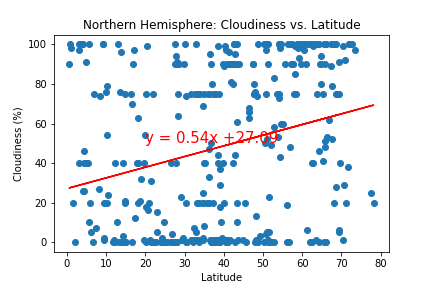 Northern Hemisphere: Cloudiness vs. Latitude
100
80
60
40
20
0
Cloudiness (%)
y = 0.54x +27.09
0 10 20 30 40 50 60 70 80
Latitude